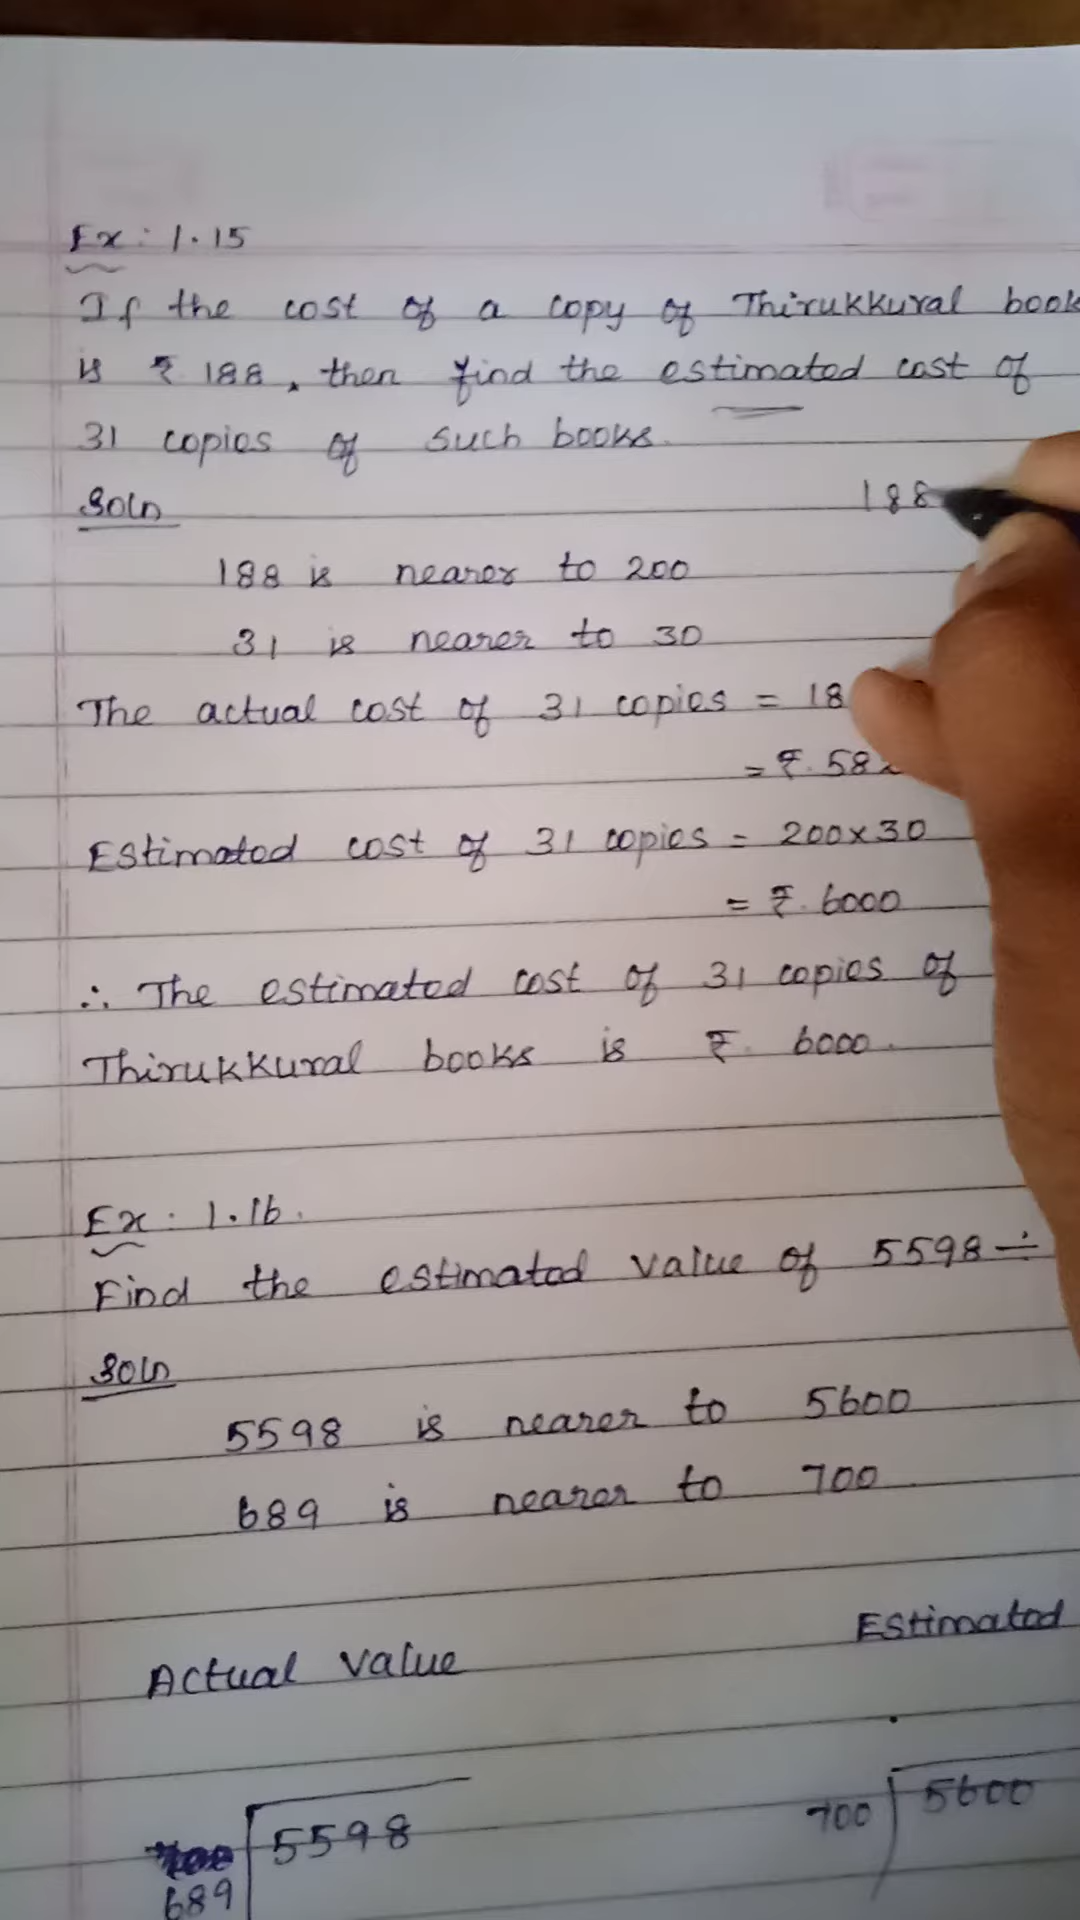 Ex: 1.15
If the cost of a copy of Thirukkural book
is ₹. 188, then find the estimated cost of
31 copies of such books.
Soln
188
188 is nearer to 200
31 is nearer to 30
The actual cost of 31 copies = 18
= ₹. 58
Estimated cost of 31 copies = 200x30
= ₹. 6000
∴ The estimated cost of 31 copies of
Thirukkural books is ₹. 6000.
Ex: 1.16.
Find the estimated value of 5598 ÷
Soln
5598 is nearer to 5600
689 is nearer to 700
Actual value Estimated
5598 700 5600
689